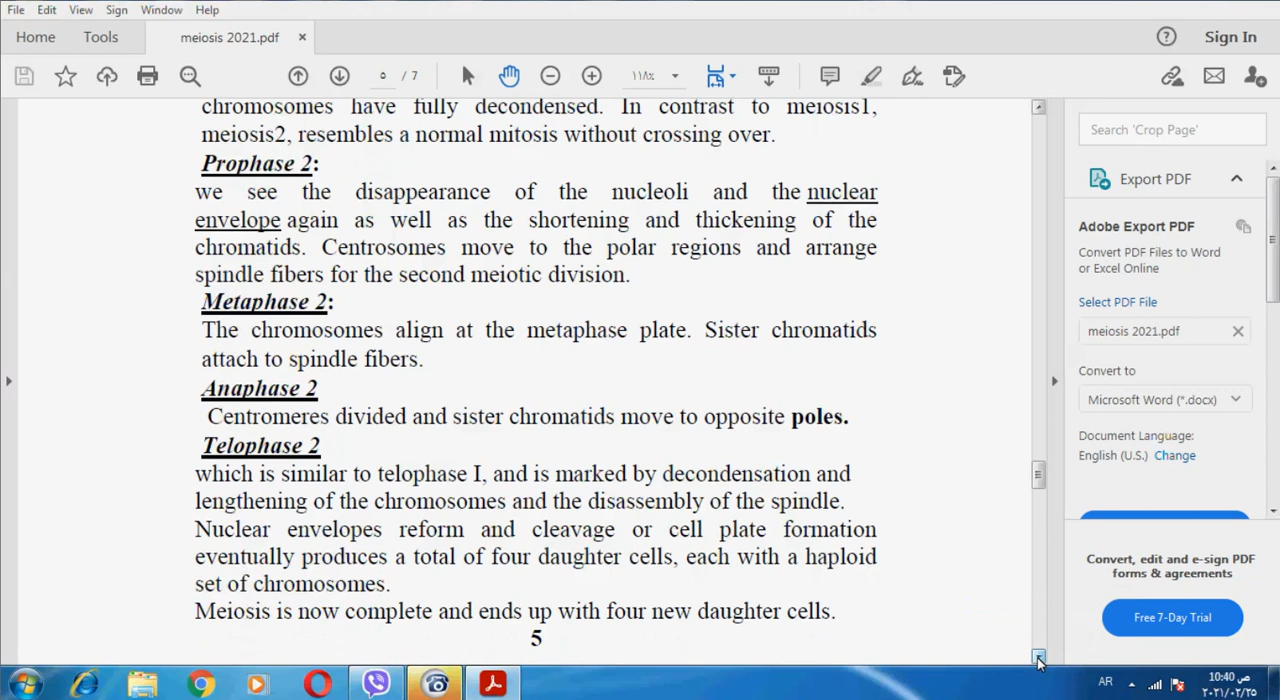 File Edit View Sign Window Help
Home Tools meiosis 2021.pdf × Sign In
٥ / 7 ١١٨٪
chromosomes have fully decondensed. In contrast to meiosis1,
meiosis2, resembles a normal mitosis without crossing over.
Prophase 2:
we see the disappearance of the nucleoli and the nuclear
envelope again as well as the shortening and thickening of the
chromatids. Centrosomes move to the polar regions and arrange
spindle fibers for the second meiotic division.
Metaphase 2:
The chromosomes align at the metaphase plate. Sister chromatids
attach to spindle fibers.
Anaphase 2
Centromeres divided and sister chromatids move to opposite poles.
Telophase 2
which is similar to telophase I, and is marked by decondensation and
lengthening of the chromosomes and the disassembly of the spindle.
Nuclear envelopes reform and cleavage or cell plate formation
eventually produces a total of four daughter cells, each with a haploid
set of chromosomes.
Meiosis is now complete and ends up with four new daughter cells.
5
Search 'Crop Page'
Export PDF
Adobe Export PDF
Convert PDF Files to Word
or Excel Online
Select PDF File
meiosis 2021.pdf
Convert to
Microsoft Word (*.docx)
Document Language:
English (U.S.) Change
Convert, edit and e-sign PDF
forms & agreements
Free 7-Day Trial
AR
10:40 ص
٢٠٢١/٠٢/٢٥